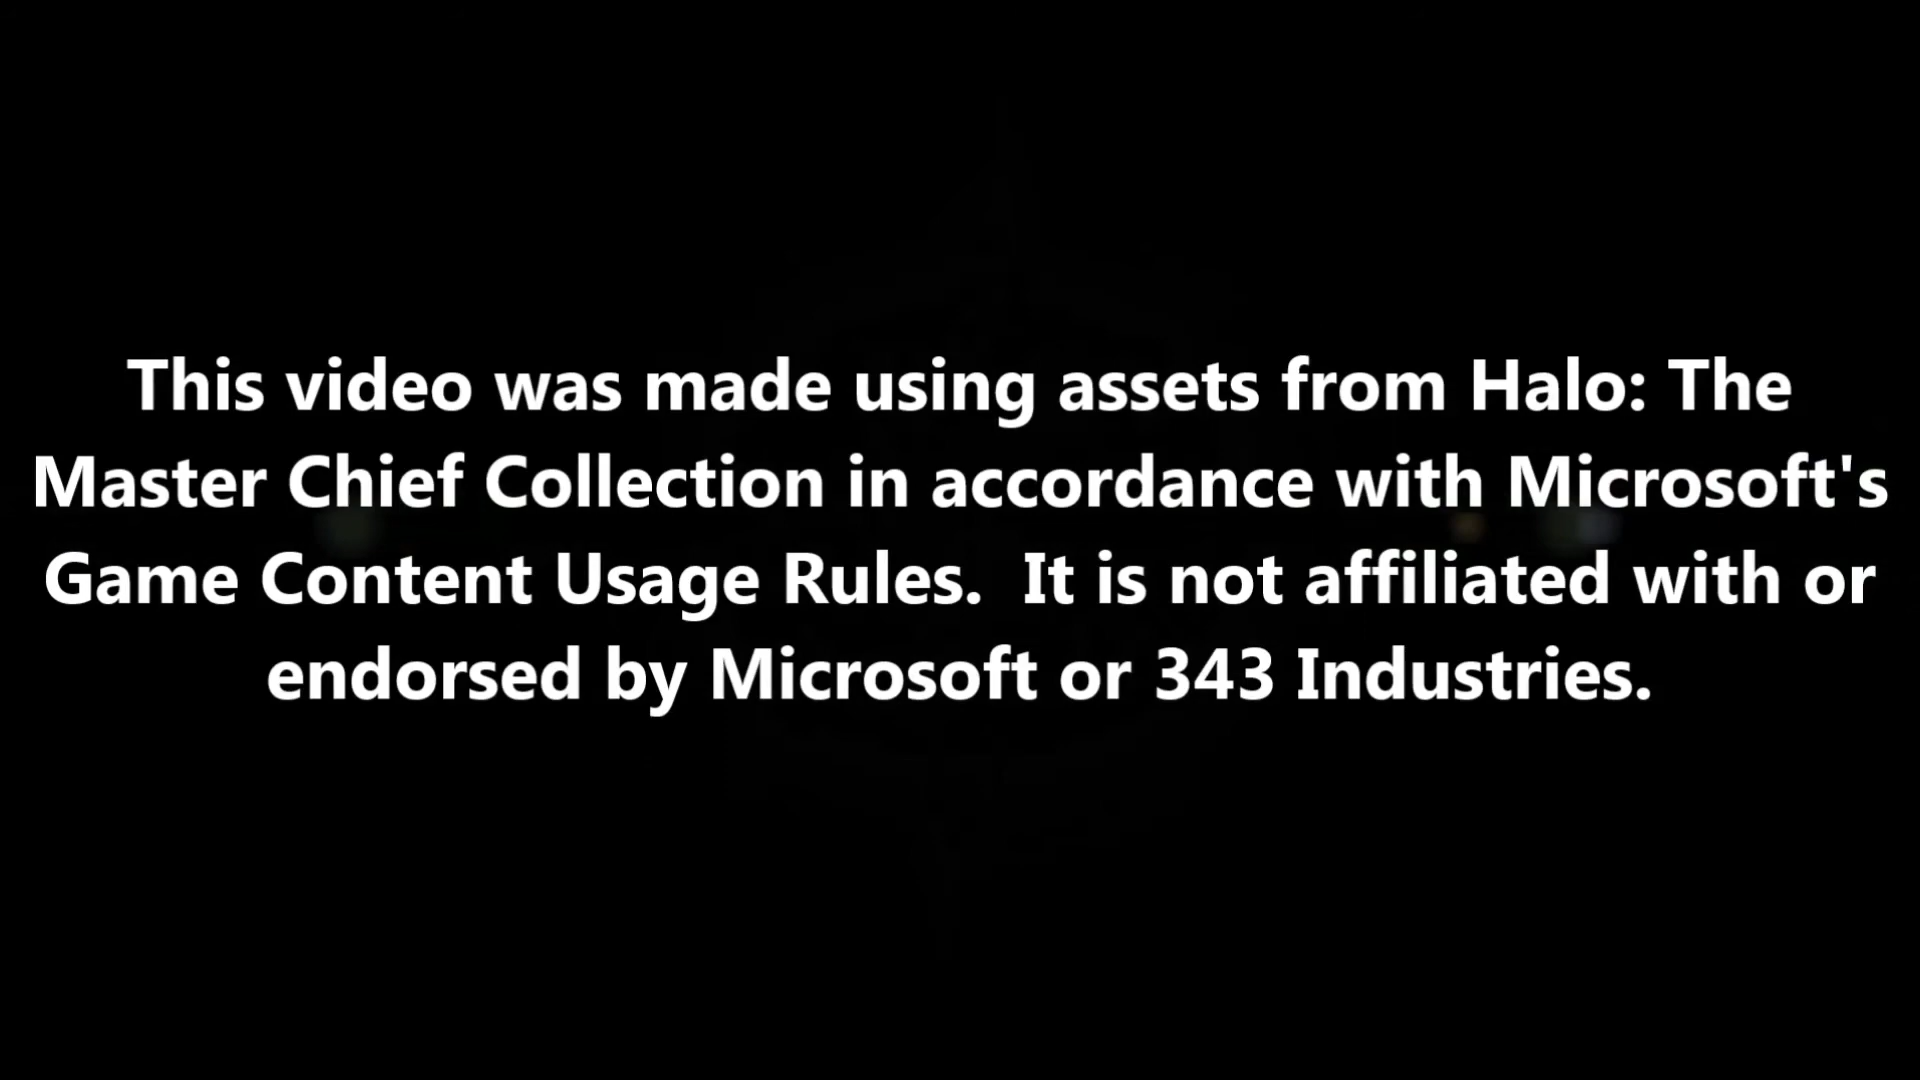 This video was made using assets from Halo: The
Master Chief Collection in accordance with Microsoft's
Game Content Usage Rules.  It is not affiliated with or
endorsed by Microsoft or 343 Industries.